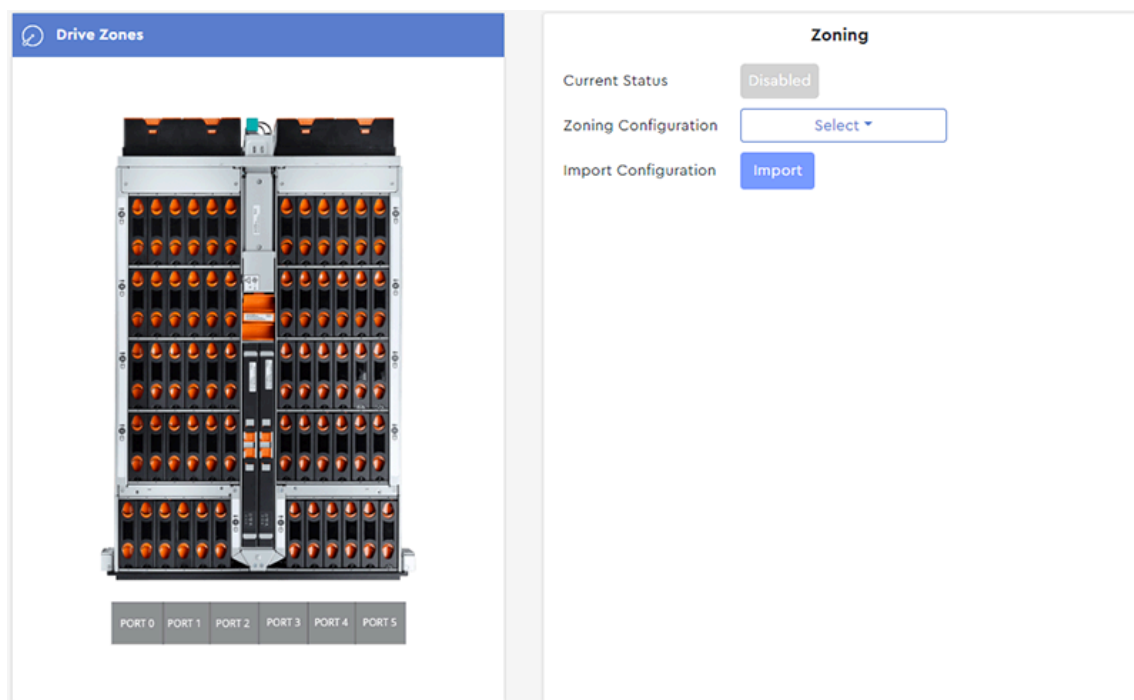 Drive Zones
PORT 0
PORT 1
PORT 2
PORT 3
PORT 4
PORT 5
Zoning
Current Status Disabled
Zoning Configuration Select
Import Configuration Import